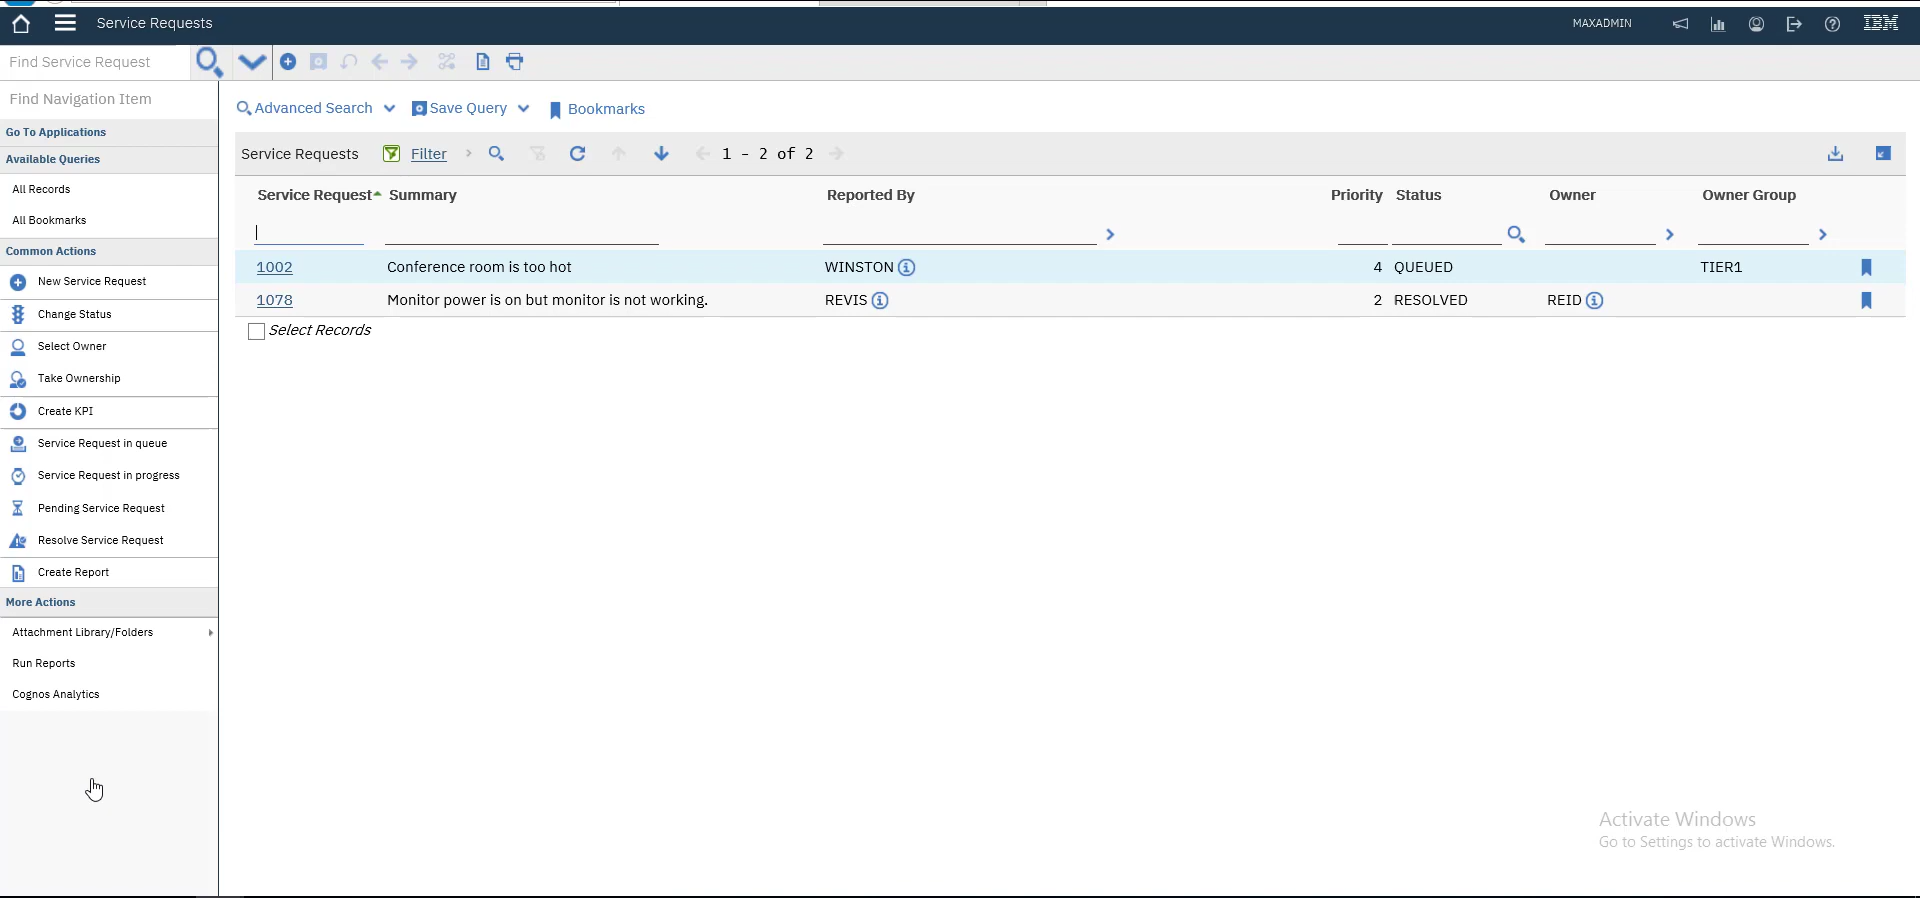 Service Requests
MAXADMIN
IBM
Find Service Request
Find Navigation Item
Go To Applications
Available Queries
All Records
All Bookmarks
Common Actions
New Service Request
Change Status
Select Owner
Take Ownership
Create KPI
Service Request in queue
Service Request in progress
Pending Service Request
Resolve Service Request
Create Report
More Actions
Attachment Library/Folders
Run Reports
Cognos Analytics
Advanced Search Save Query Bookmarks
Service Requests Filter 1 - 2 of 2
Service Request Summary Reported By Priority Status Owner Owner Group
1002 Conference room is too hot WINSTON 4 QUEUED TIER1
1078 Monitor power is on but monitor is not working. REVIS 2 RESOLVED REID
Select Records
Activate Windows
Go to Settings to activate Windows.